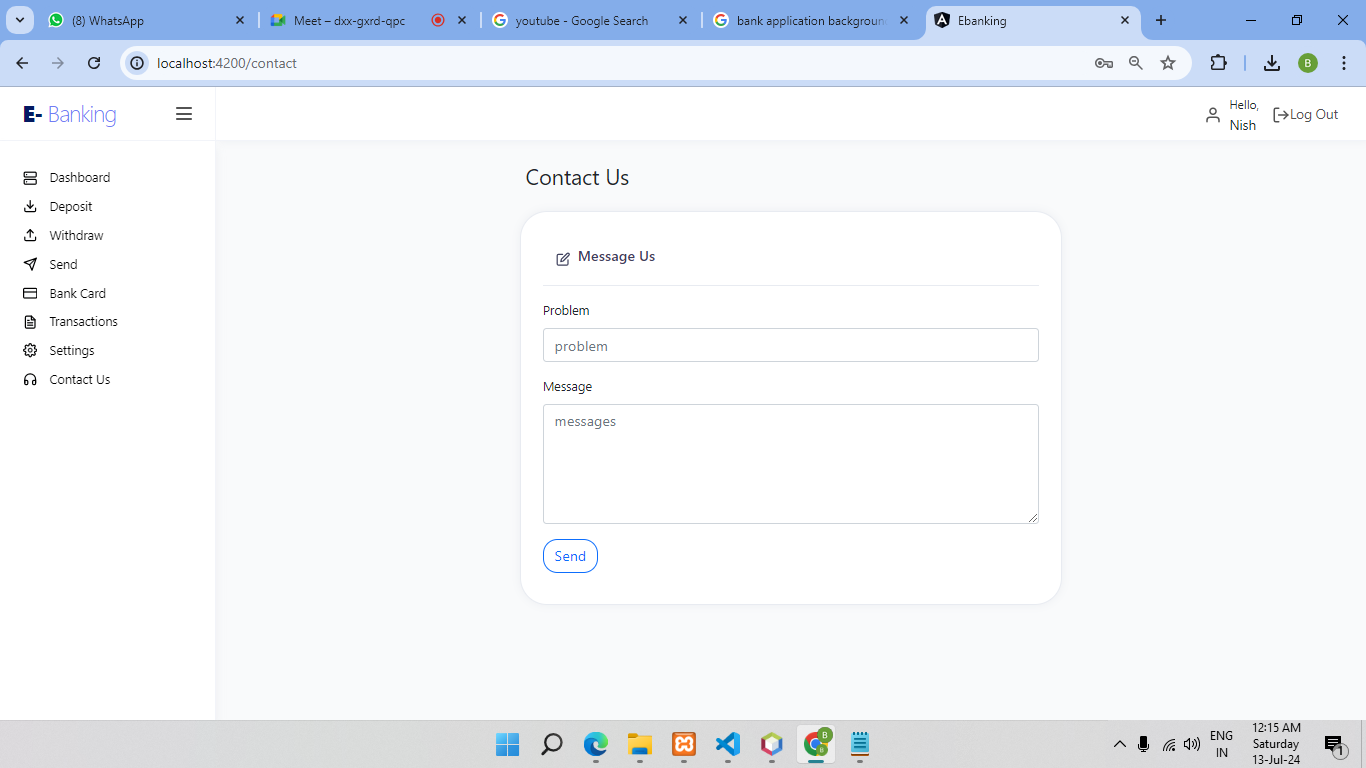 (8) WhatsApp
Meet – dxx-gxrd-qpc
youtube - Google Search
bank application backgroun
Ebanking
localhost:4200/contact
B
E- Banking
Hello,
Nish
Log Out
Dashboard
Deposit
Withdraw
Send
Bank Card
Transactions
Settings
Contact Us
Contact Us
Message Us
Problem
problem
Message
messages
Send
B
ENG
IN
12:15 AM
Saturday
13-Jul-24
1